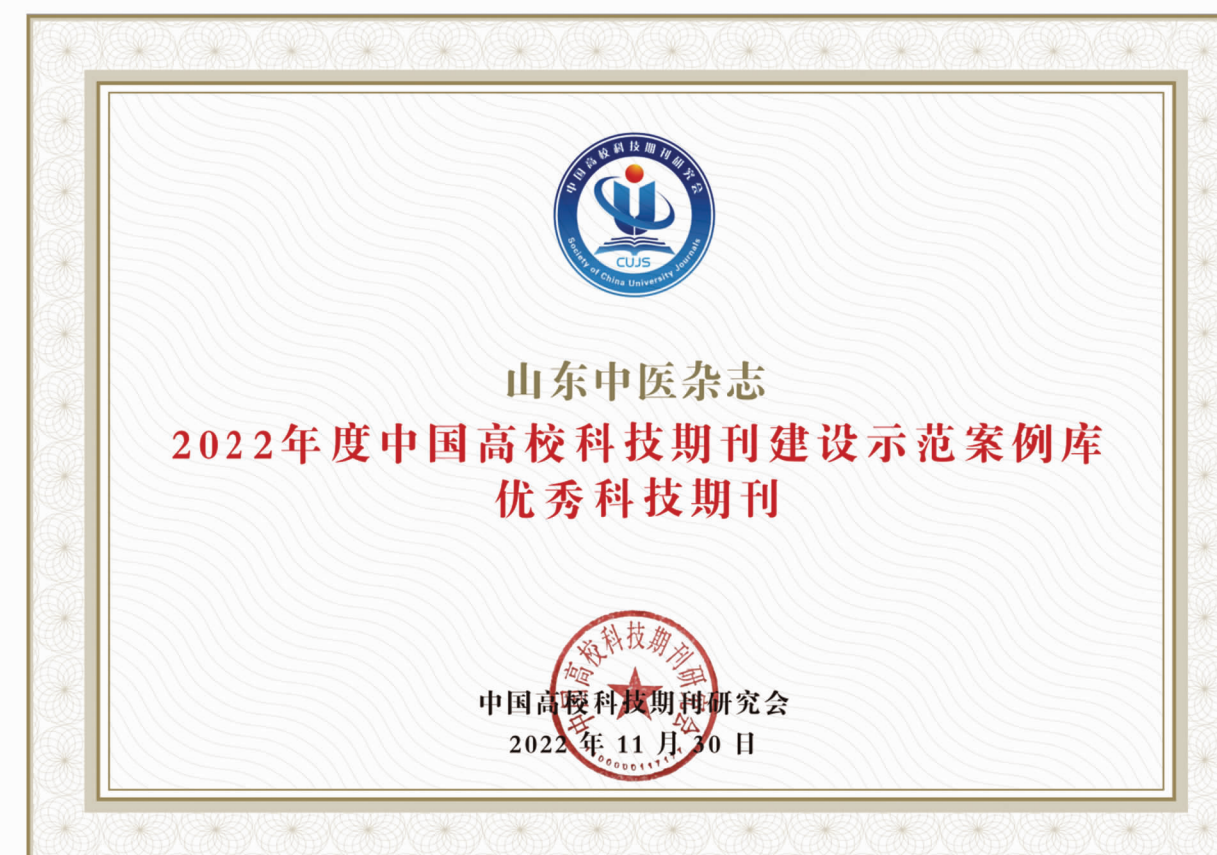 中国高校科技期刊研究会
CUJS
Society of China University Journals
山东中医杂志
2022年度中国高校科技期刊建设示范案例库
优秀科技期刊
中国高校科技期刊研究会
中国高校科技期刊研究会
2022 年 11 月 30 日